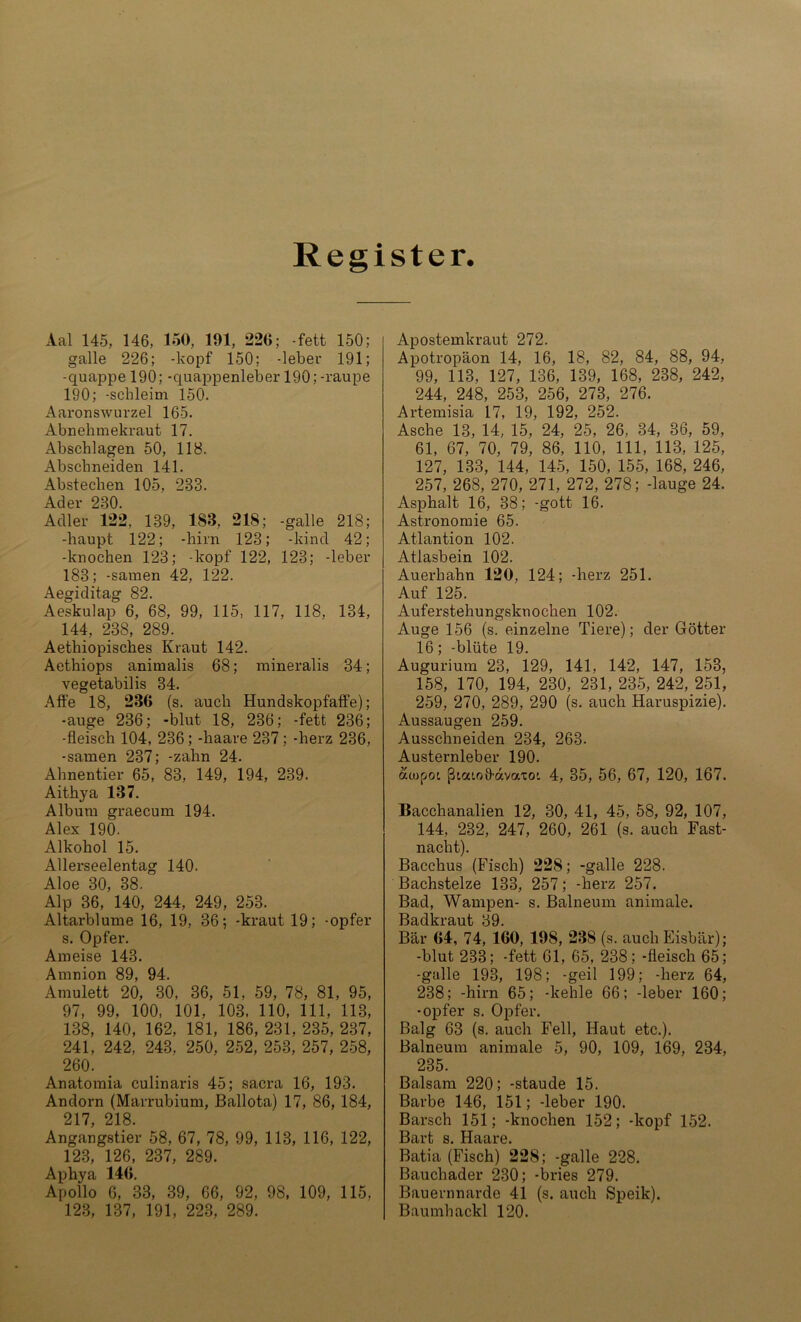 Register.
Aal 145, 146, 150, 191, 226; -fett 150;
galle 226; -kopf 150; -leber 191;
-quappe 190; -quappenleber 190; -raupe
190; -schleim 150.
Aaronswurzel 165.
Abnehmekraut 17.
Abschlagen 50, 118.
Abschneiden 141.
Abstechen 105, 233.
Ader 230.
Adler 122, 139, 183, 218; -galle 218;
-haupt 122; -hirn 123; -kind 42;
-knochen 123; -kopf 122, 123; -leber
183; -samen 42, 122.
Aegiditag 82.
Aeskulap 6, 68, 99, 115, 117, 118, 134,
144, 238, 289.
Aethiopisches Kraut 142.
Aethiops animalis 68; mineralis 34;
vegetabilis 34.
Affe 18, 236 (s. auch Hundskopfaffe);
-auge 236; -blut 18, 236; -fett 236;
-fleisch 104, 236; -haare 237; -herz 236,
-samen 237; -zahn 24.
Ahnentier 65, 83, 149, 194, 239.
Aithya 137.
Album graecum 194.
Alex 190.
Alkohol 15.
Allerseelentag 140.
Aloe 30, 38.
Alp 36, 140, 244, 249, 253.
Altarblume 16, 19, 36; -kraut 19; -opfer
s. Opfer.
Ameise 143.
Amnion 89, 94.
Amulett 20, 30, 36, 51, 59, 78, 81, 95,
97, 99, 100, 101, 103, 110, 111, 113,
138, 140, 162, 181, 186, 231, 235, 237,
241, 242, 243, 250, 252, 253, 257, 258,
260.
Anatomia culinaris 45; sacra 16, 193.
Andorn (Marrubium, Ballota) 17, 86, 184,
217, 218.
Angangstier 58, 67, 78, 99, 113, 116, 122,
123, 126, 237, 289.
Aphya 146.
Apollo 6, 33, 39, 66, 92, 98, 109, 115,
123, 137, 191, 223, 289.
Apostemkraut 272.
Apotropäon 14, 16, 18, 82, 84, 88, 94,
99, 113, 127, 136, 139, 168, 238, 242,
244, 248, 253, 256, 273, 276.
Artemisia 17, 19, 192, 252.
Asche 13, 14, 15, 24, 25, 26, 34, 36, 59,
61, 67, 70, 79, 86, 110, 111, 113, 125,
127, 133, 144, 145, 150, 155, 168, 246,
257, 268, 270, 271, 272, 278; -lauge 24.
Asphalt 16, 38; -gott 16.
Astronomie 65.
Atlantion 102.
Atlasbein 102.
Auerhahn 120, 124; -herz 251.
Auf 125.
Auferstehungsknochen 102.
Auge 156 (s. einzelne Tiere); der Götter
16; -blüte 19.
Augurium 23, 129, 141, 142, 147, 153,
158, 170, 194, 230, 231, 235, 242, 251,
259, 270, 289, 290 (s. auch Haruspizie).
Aussaugen 259.
Ausschneiden 234, 263.
Austernleber 190.
ἄωροι βιαιοθάνατοι 4, 35, 56, 67, 120, 167.
Bacchanalien 12, 30, 41, 45, 58, 92, 107,
144, 232, 247, 260, 261 (s. auch Fast-
nacht).
Bacchus (Fisch) 228; -galle 228.
Bachstelze 133, 257; -herz 257.
Bad, Wampen- s. Balneum animale.
Badkraut 39.
Bär 64, 74, 160, 198, 238 (s. auch Eisbär);
-blut 233; -fett 61, 65, 238; -fleisch 65;
-galle 193, 198; -geil 199; -herz 64,
238; -hirn 65; -kehle 66; -leber 160;
-opfer s. Opfer.
Balg 63 (s. auch Fell, Haut etc.).
Balneum animale 5, 90, 109, 169, 234,
235.
Balsam 220; -staude 15.
Barbe 146, 151; -leber 190.
Barsch 151; -knochen 152; -kopf 152.
Bart s. Haare.
Batia (Fisch) 228; -galle 228.
Bauchader 230; -bries 279.
Bauernnarde 41 (s. auch Speik).
Baumhackl 120.